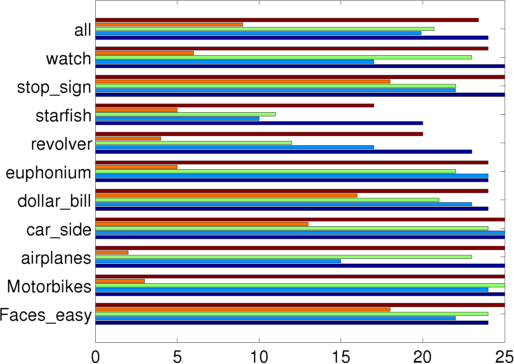 all
watch
stop_sign
starfish
revolver
euphonium
dollar_bill
car_side
airplanes
Motorbikes
Faces_easy
0 5 10 15 20 25